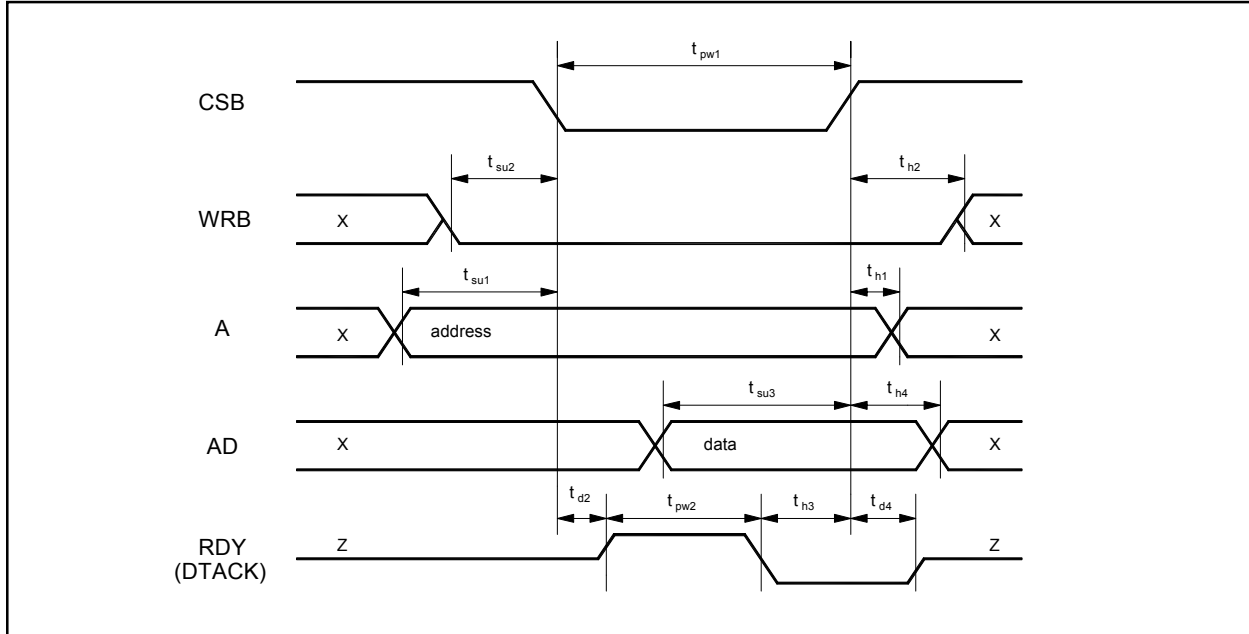 t pw1
CSB
t su2
t h2
WRB
X
X
t su1
t h1
A
X
address
X
t su3
t h4
AD
X
data
X
t d2
t pw2
t h3
t d4
RDY
(DTACK)
Z
Z